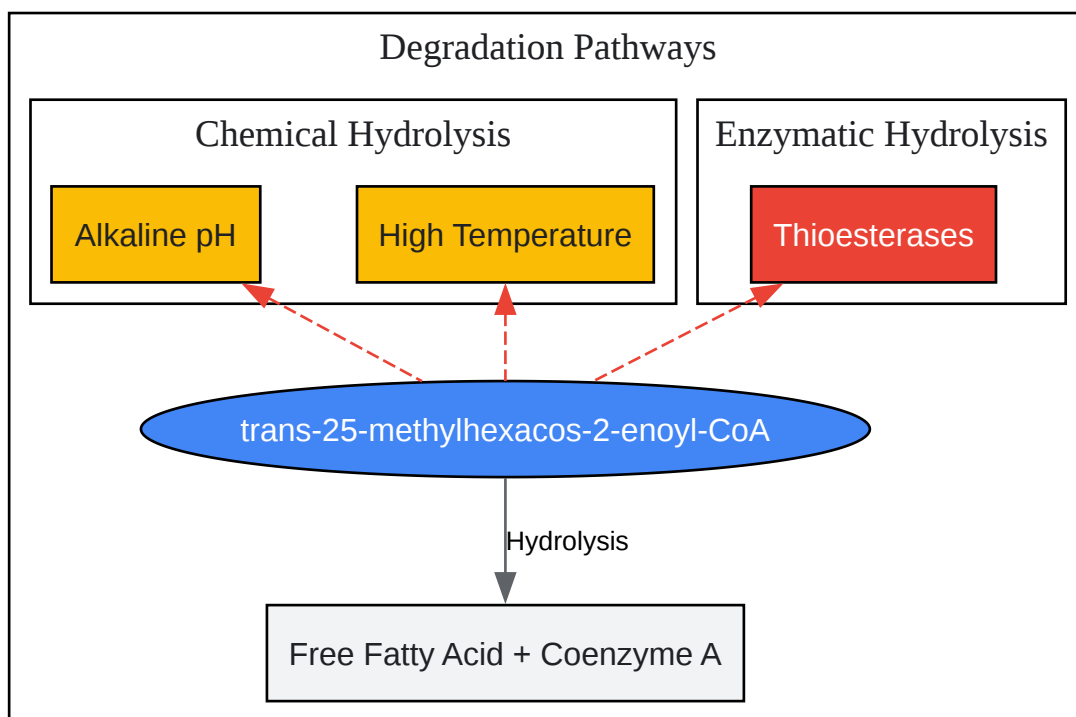 Degradation Pathways
Chemical Hydrolysis
Enzymatic Hydrolysis
Alkaline pH
High Temperature
Thioesterases
trans-25-methylhexacos-2-enoyl-CoA
Hydrolysis
Free Fatty Acid + Coenzyme A